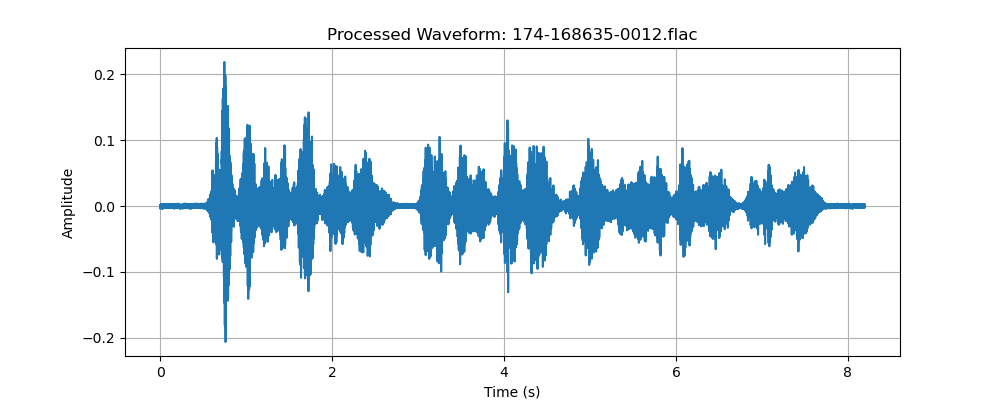 Processed Waveform: 174-168635-0012.flac
0.2
0.1
0.0
−0.1
−0.2
Amplitude
0 2 4 6 8
Time (s)